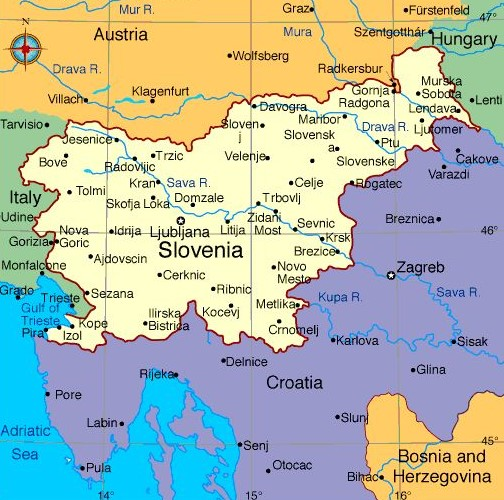 Mur R.
Graz
Fürstenfeld
47°
Mura
Szentgotthár
Austria
Hungary
Wolfsberg
Radkersbur
Drava R.
Klagenfurt
Villach
Gornja
Radgona
Murska
Sobota
Lenti
Davogra
Lendava
Tarvisio
Sloven
j
Maribor
Drava R.
Ljutomer
Jesenice
Slovensk
a
Ptu
Bove
Trzic
Velenje
Slovenske
Cakove
Radovljic
Varazdi
Kran
Sava R.
Celje
Rogatec
Tolmi
Italy
Skofja Loka
Domzale
Trbovlj
Udine
Zidani
Most
Breznica
Nova
Goric
Idrija
Ljubljana
Litija
Sevnic
46°
Gorizia
Krsk
Slovenia
Brezice
Ajdovscin
Monfalcone
Cerknic
Novo
Mesto
Zagreb
Grado
Trieste
Sezana
Ribnic
Kupa R.
Sava R.
Gulf of
Trieste
Metlika
Kope
Ilirska
Bistrica
Kocevj
Pira
Izol
Crnomelj
Karlova
Sisak
Delnice
Rijeka
Croatia
Glina
Pore
Labin
Slunj
Adriatic
Sea
Senj
45°
Bosnia and
Herzegovina
Pula
Otocac
Bihac
14°
15°
16°